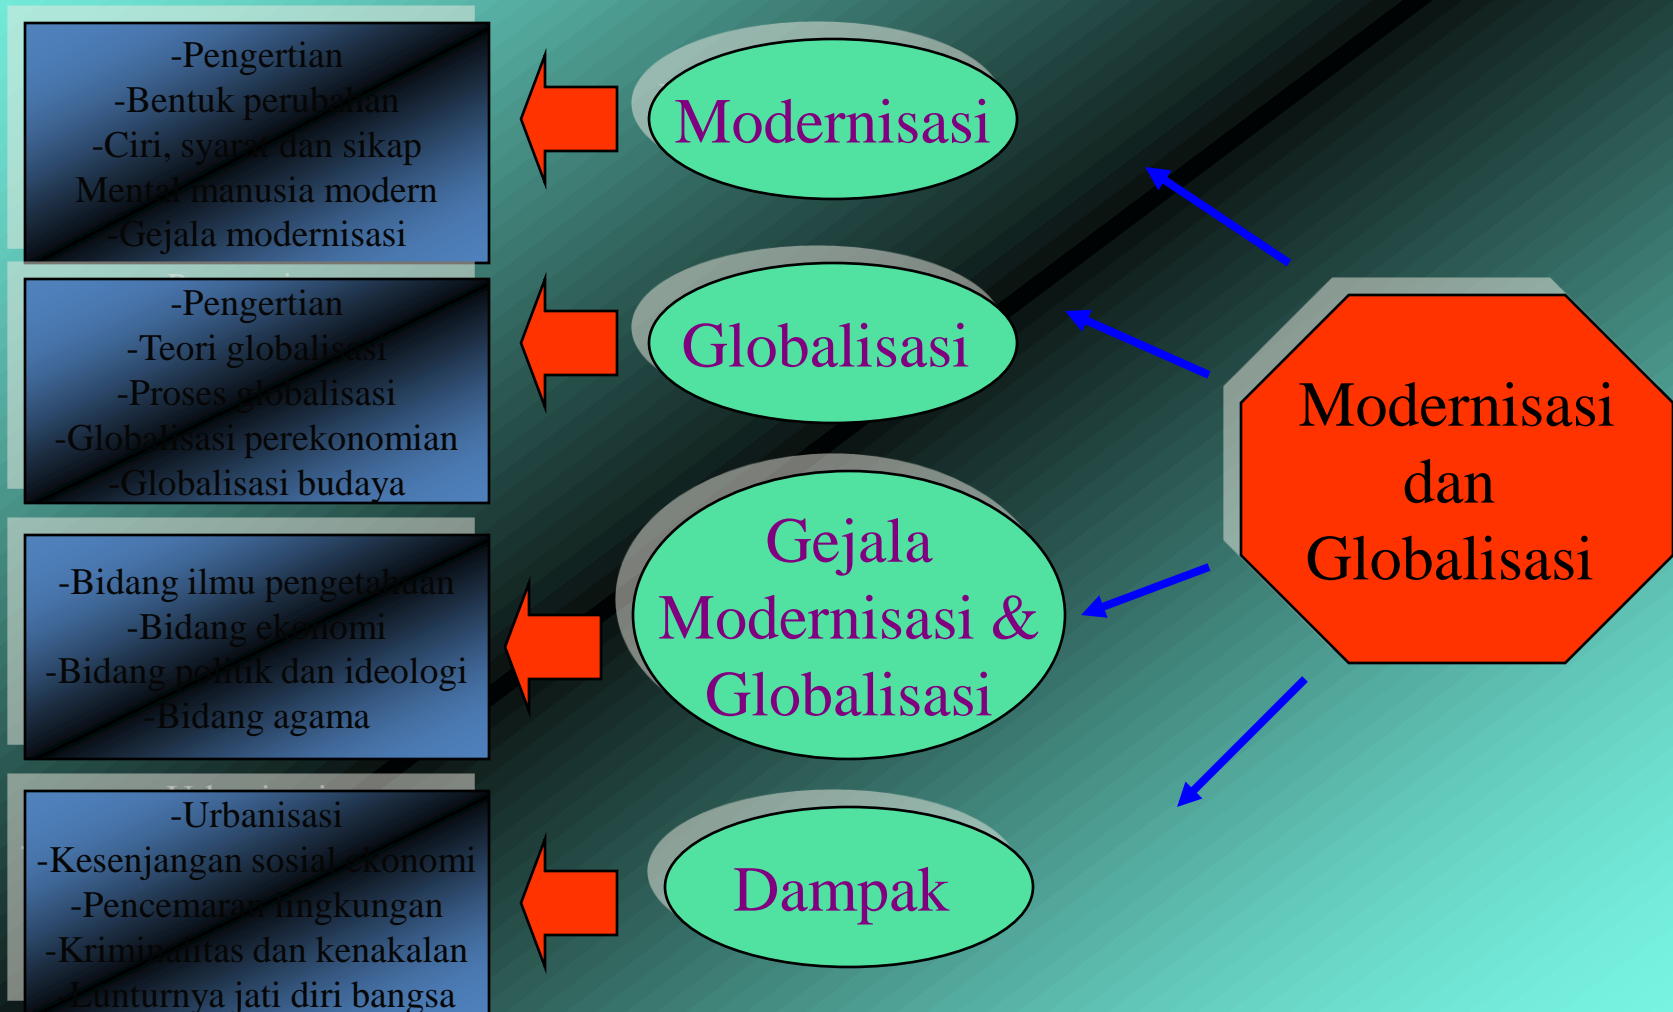 -Pengertian
-Bentuk perubahan
-Ciri, syarat dan sikap
Mental manusia modern
-Gejala modernisasi
Modernisasi
-Pengertian
-Teori globalisasi
-Proses globalisasi
-Globalisasi perekonomian
-Globalisasi budaya
Globalisasi
-Bidang ilmu pengetahuan
-Bidang ekonomi
-Bidang politik dan ideologi
-Bidang agama
Gejala
Modernisasi &
Globalisasi
-Urbanisasi
-Kesenjangan sosial ekonomi
-Pencemaran lingkungan
-Kriminalitas dan kenakalan
-Lunturnya jati diri bangsa
Dampak
Modernisasi
dan
Globalisasi